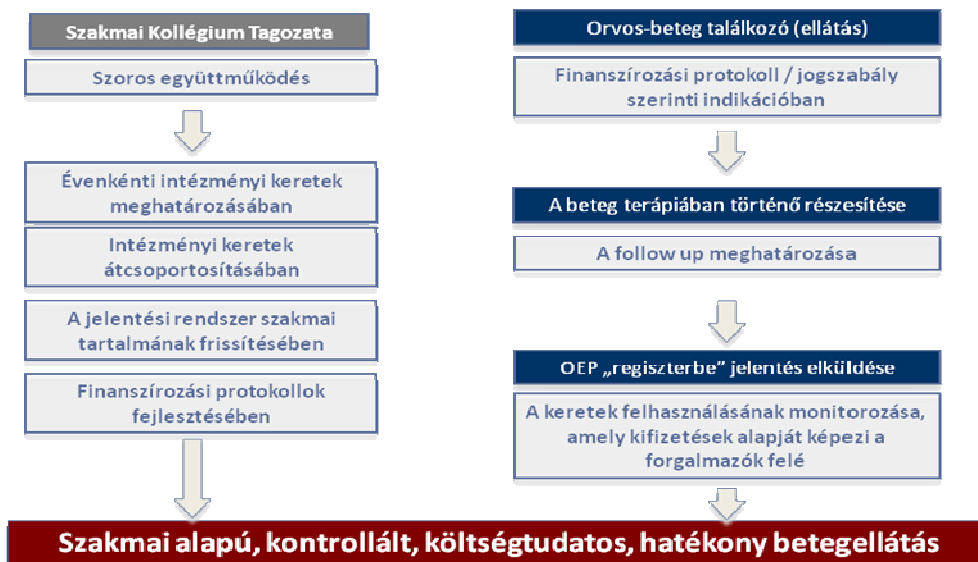 Szakmai Kollégium Tagozata
Szoros együttműködés
Évenkénti intézményi keretek
meghatározásában
Intézményi keretek
átcsoportosításában
A jelentési rendszer szakmai
tartalmának frissítésében
Finanszírozási protokollok
fejlesztésében
Orvos-beteg találkozó (ellátás)
Finanszírozási protokoll / jogszabály
szerinti indikációban
A beteg terápiában történő részesítése
A follow up meghatározása
OEP „regiszterbe” jelentés elküldése
A keretek felhasználásának monitorozása,
amely kifizetések alapját képezi a
forgalmazók felé
Szakmai alapú, kontrollált, költségtudatos, hatékony betegellátás